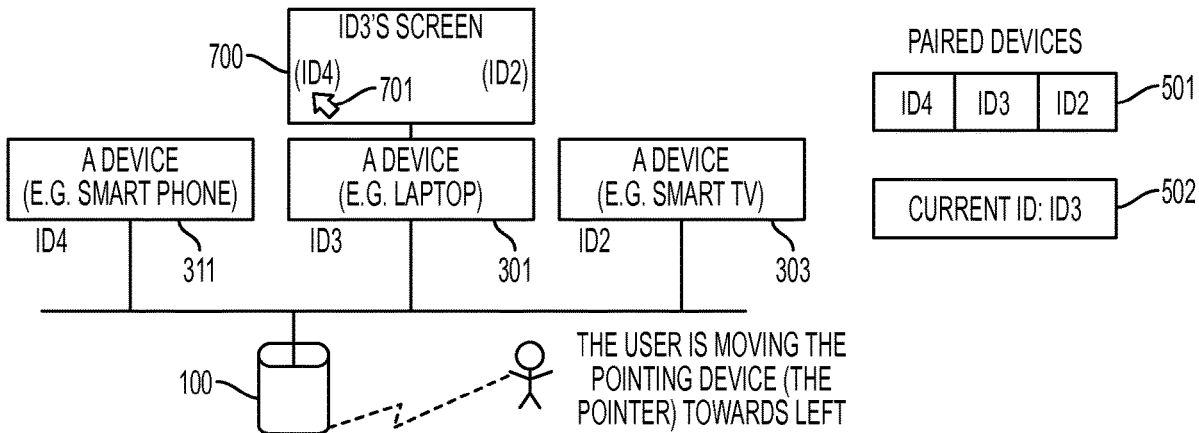 ID3'S SCREEN
700
(ID4)
(ID2)
701
PAIRED DEVICES
ID4 ID3 ID2
501
A DEVICE
(E.G. SMART PHONE)
A DEVICE
(E.G. LAPTOP)
A DEVICE
(E.G. SMART TV)
CURRENT ID: ID3
502
ID4
311
ID3
301
ID2
303
100
THE USER IS MOVING THE
POINTING DEVICE (THE
POINTER) TOWARDS LEFT